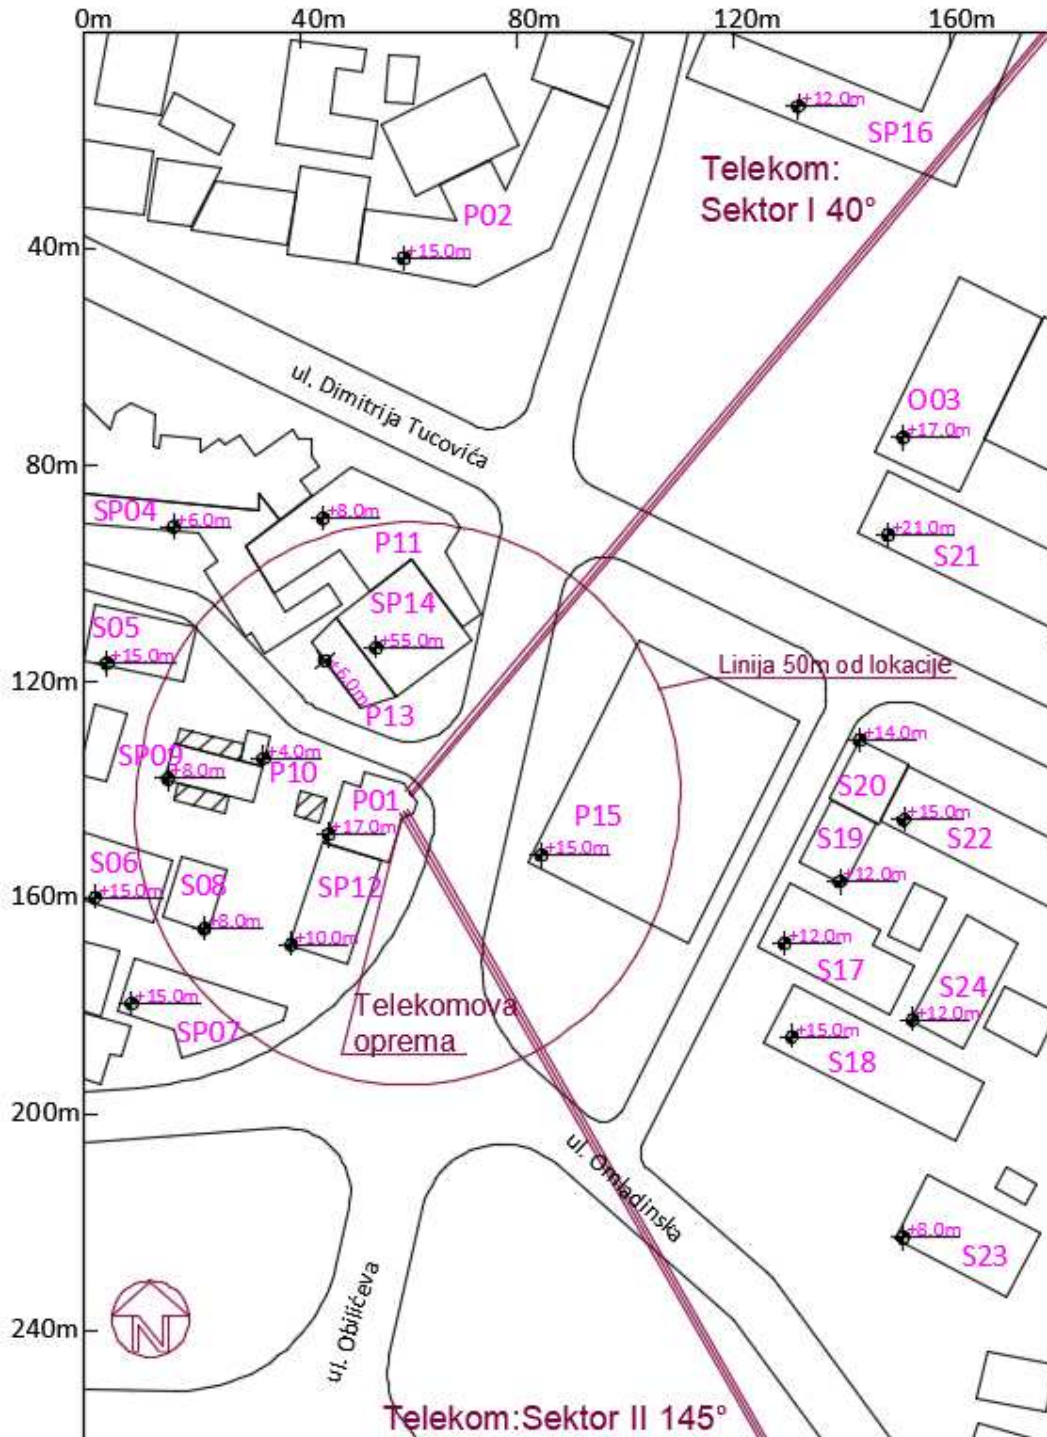 0m 40m 80m 120m 160m
+12.0m
SP16
Telekom:
Sektor I 40°
P02
+15.0m
40m
ul. Dimitrija Tucovića
O03
+17.0m
80m
SP04
+6.0m
+8.0m
P11
+21.0m
S21
SP14
+55.0m
S05
+15.0m
+6.0m
P13
Linija 50m od lokacije
120m
+14.0m
SP09
+8.0m
+4.0m
P10
S20
P01
+17.0m
P15
+15.0m
S19
+15.0m
S22
S06
+15.0m
S08
+8.0m
SP12
+10.0m
+12.0m
160m
+12.0m
S17
S24
+12.0m
+15.0m
SP07
Telekomova
oprema
+15.0m
S18
200m
ul. Omladinska
+8.0m
S23
240m
N
ul. Obilićeva
Telekom:Sektor II 145°